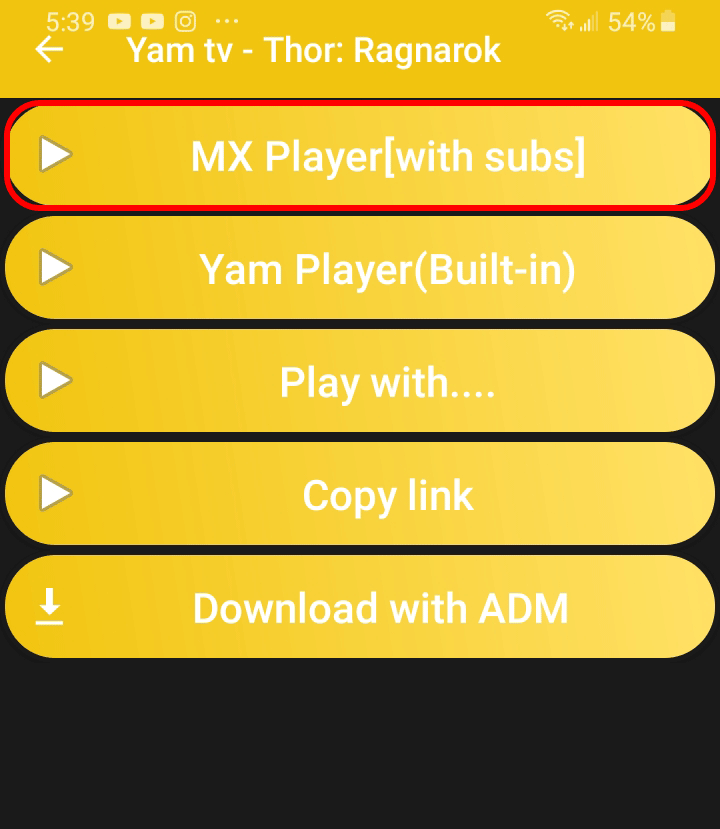 5:39 ... 54%
Yam tv - Thor: Ragnarok
MX Player[with subs]
Yam Player(Built-in)
Play with....
Copy link
Download with ADM